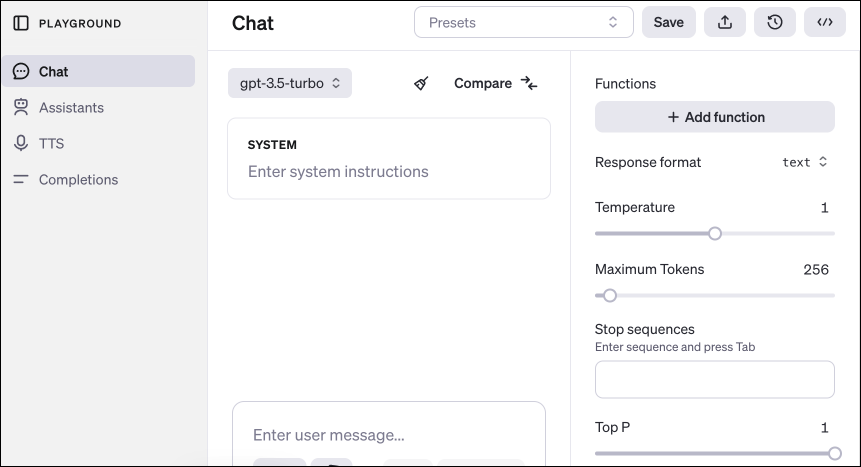 PLAYGROUND
Chat
Assistants
TTS
Completions
Chat
Presets
Save
gpt-3.5-turbo
Compare
SYSTEM
Enter system instructions
Enter user message...
Functions
+ Add function
Response format text
Temperature 1
Maximum Tokens 256
Stop sequences
Enter sequence and press Tab
Top P 1